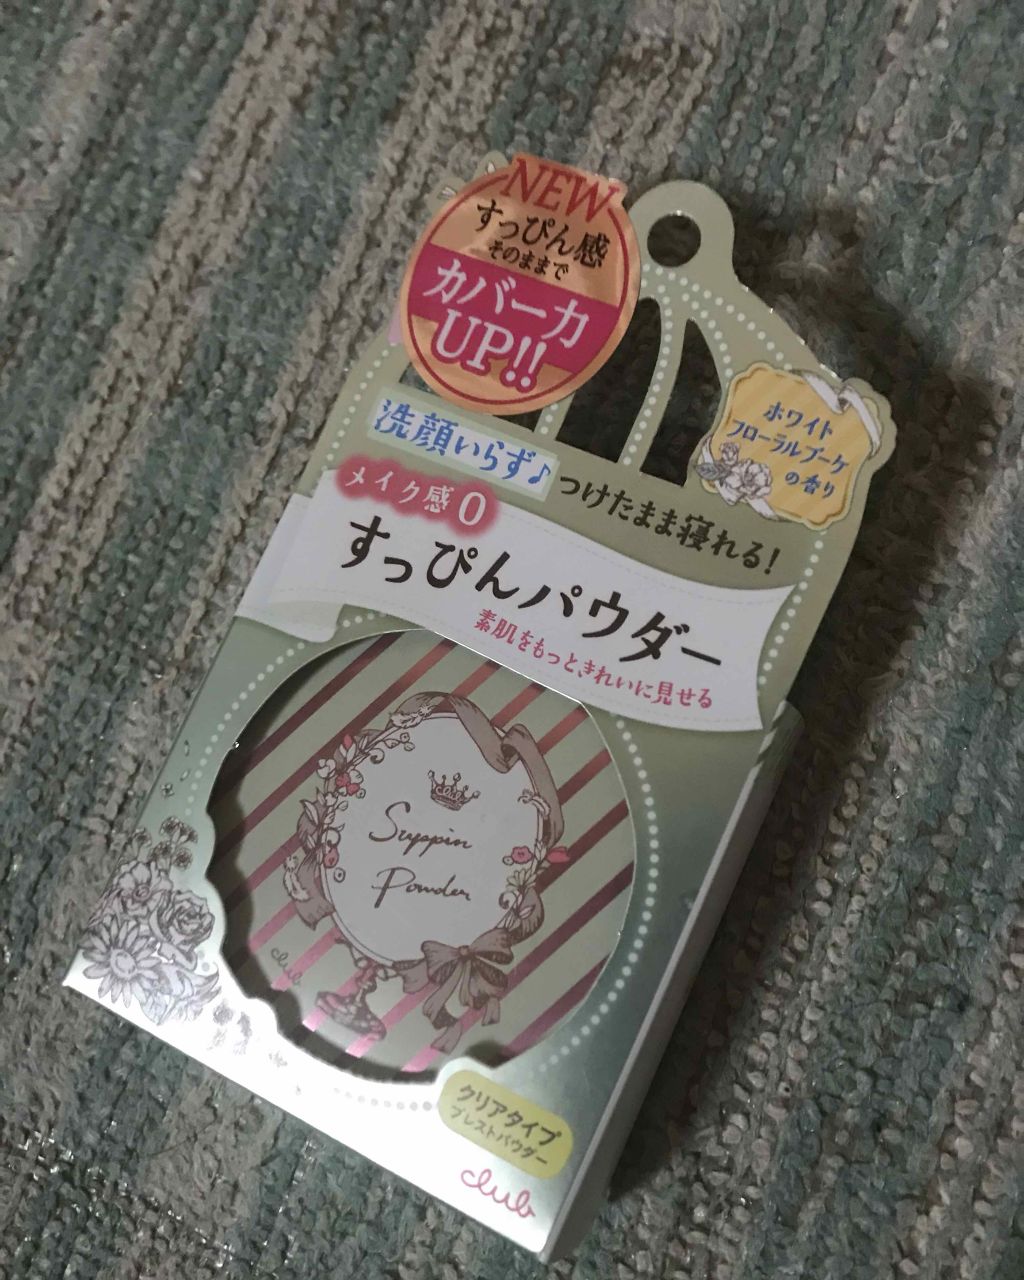 NEW
すっぴん感
そのままで
カバー力
UP!!
ホワイト
フローラルブーケ
の香り
洗顔いらず♪
つけたまま寝れる!
メイク感0
すっぴんパウダー
素肌をもっときれいに見せる
Suppin
Powder
club
クリアタイプ
プレストパウダー
club